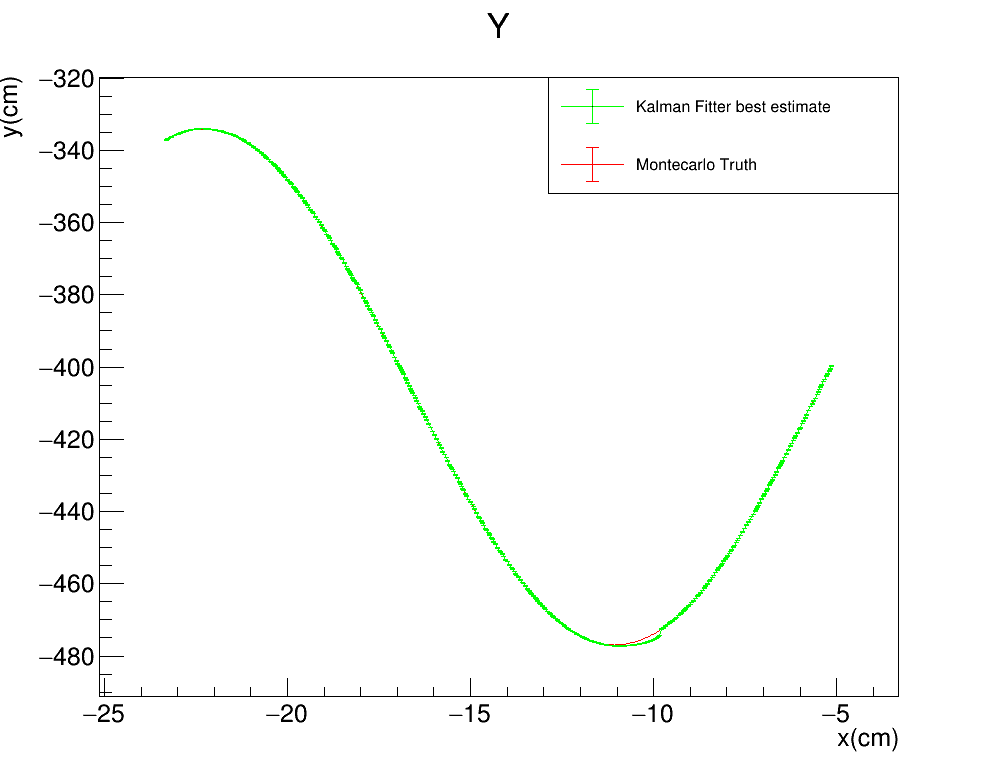 Y
y(cm)
−320
−340
−360
−380
−400
−420
−440
−460
−480
Kalman Fitter best estimate
Montecarlo Truth
−25 −20 −15 −10 −5
x(cm)